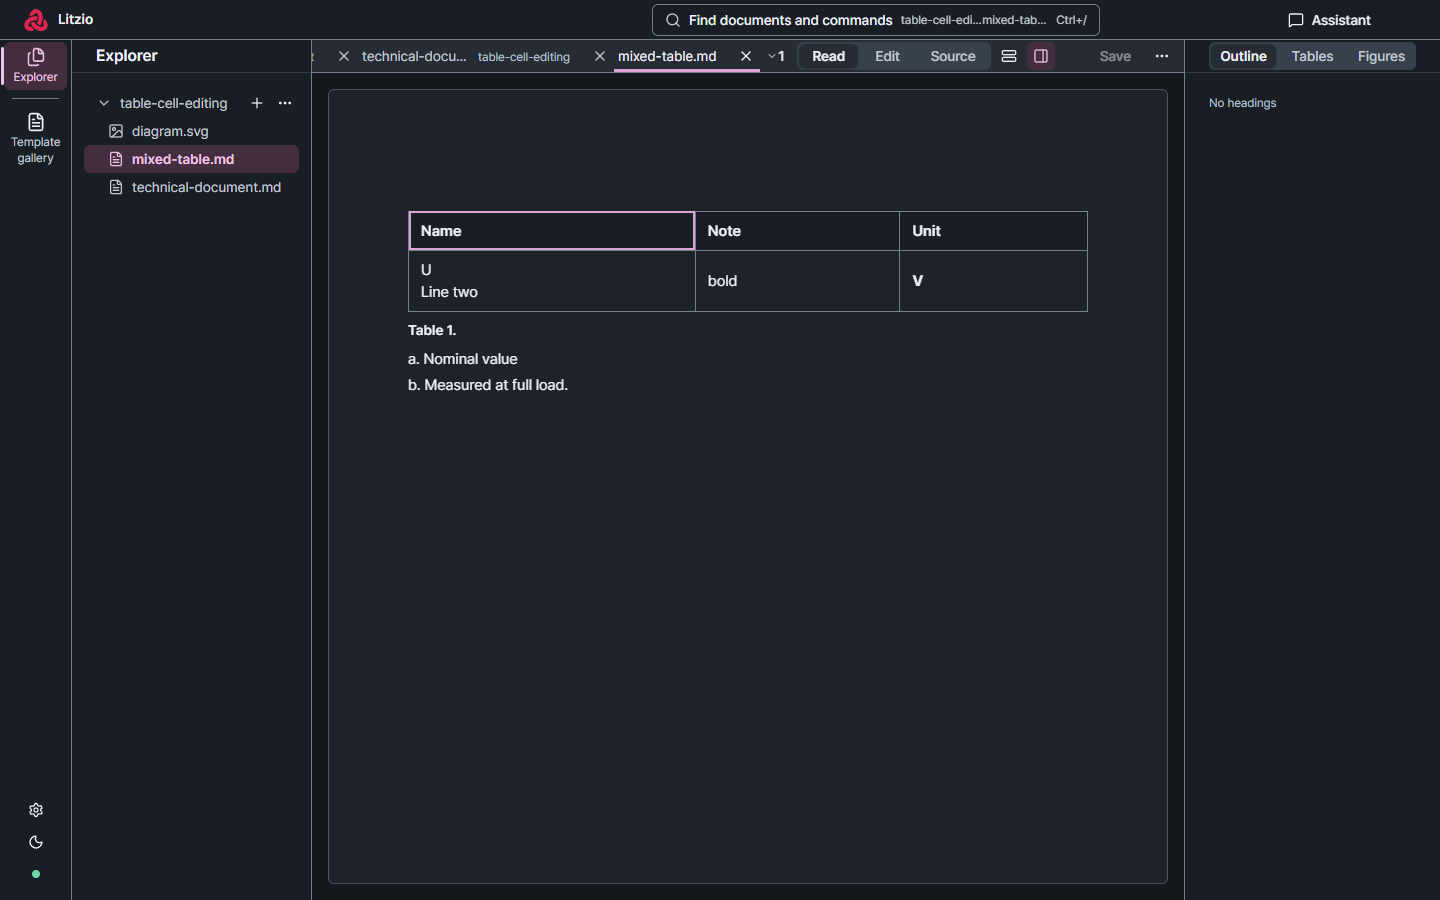 Litzio
Find documents and commands table-cell-edi...mixed-tab... Ctrl+/
Assistant
Explorer
Template
gallery
Explorer
table-cell-editing
diagram.svg
mixed-table.md
technical-document.md
technical-docu... table-cell-editing
mixed-table.md
1
Read Edit Source
Save
Name Note Unit
U
Line two
bold
V
Table 1.
a. Nominal value
b. Measured at full load.
Outline Tables Figures
No headings